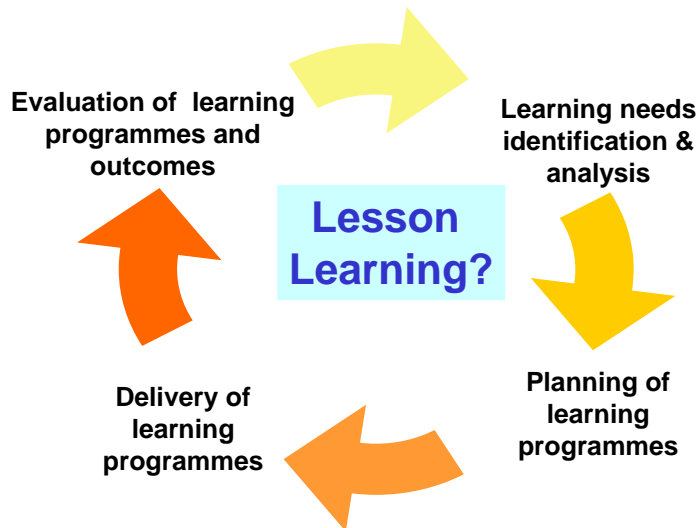 Evaluation of learning
programmes and
outcomes
Learning needs
identification &
analysis
Lesson
Learning?
Planning of
learning
programmes
Delivery of
learning
programmes